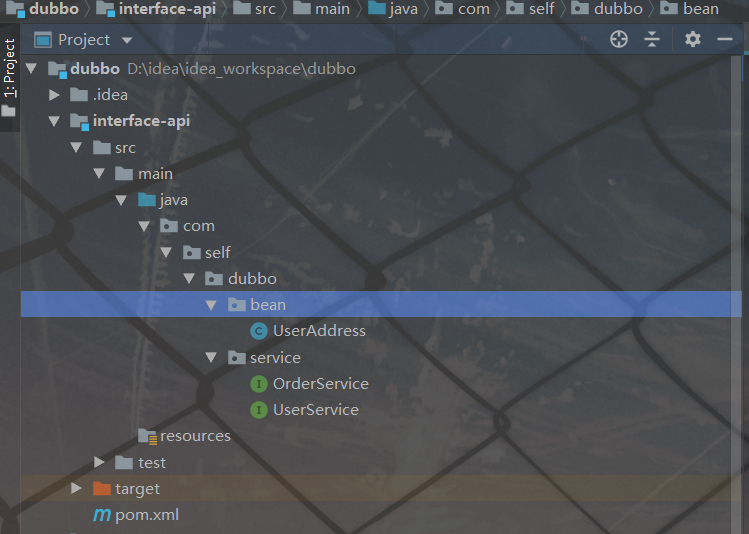 dubbo interface-api src main java com self dubbo bean
1: Project
Project
dubbo D:\idea\idea_workspace\dubbo
.idea
interface-api
src
main
java
com
self
dubbo
bean
C UserAddress
service
I OrderService
I UserService
resources
test
target
m pom.xml